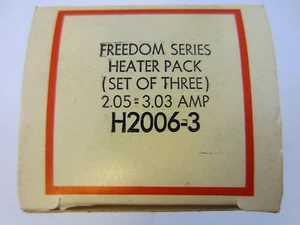 FREEDOM SERIES
HEATER PACK
(SET OF THREE)
2.05-3.03 AMP
H2006-3